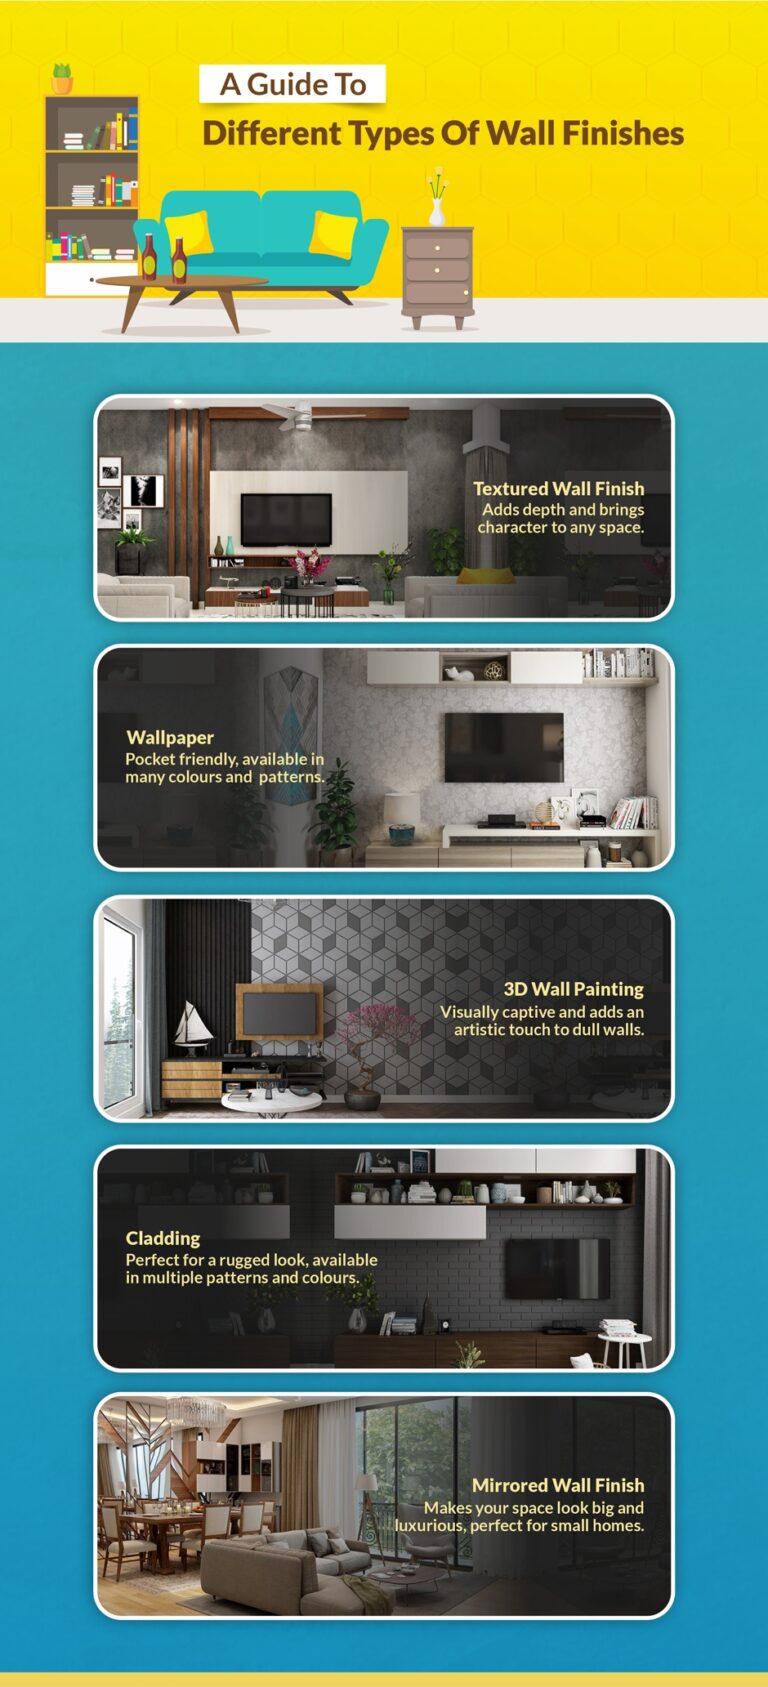 A Guide To
Different Types Of Wall Finishes
Textured Wall Finish
Adds depth and brings
character to any space.
Wallpaper
Pocket friendly, available in
many colours and patterns.
3D Wall Painting
Visually captive and adds an
artistic touch to dull walls.
Cladding
Perfect for a rugged look, available
in multiple patterns and colours.
Mirrored Wall Finish
Makes your space look big and
luxurious, perfect for small homes.